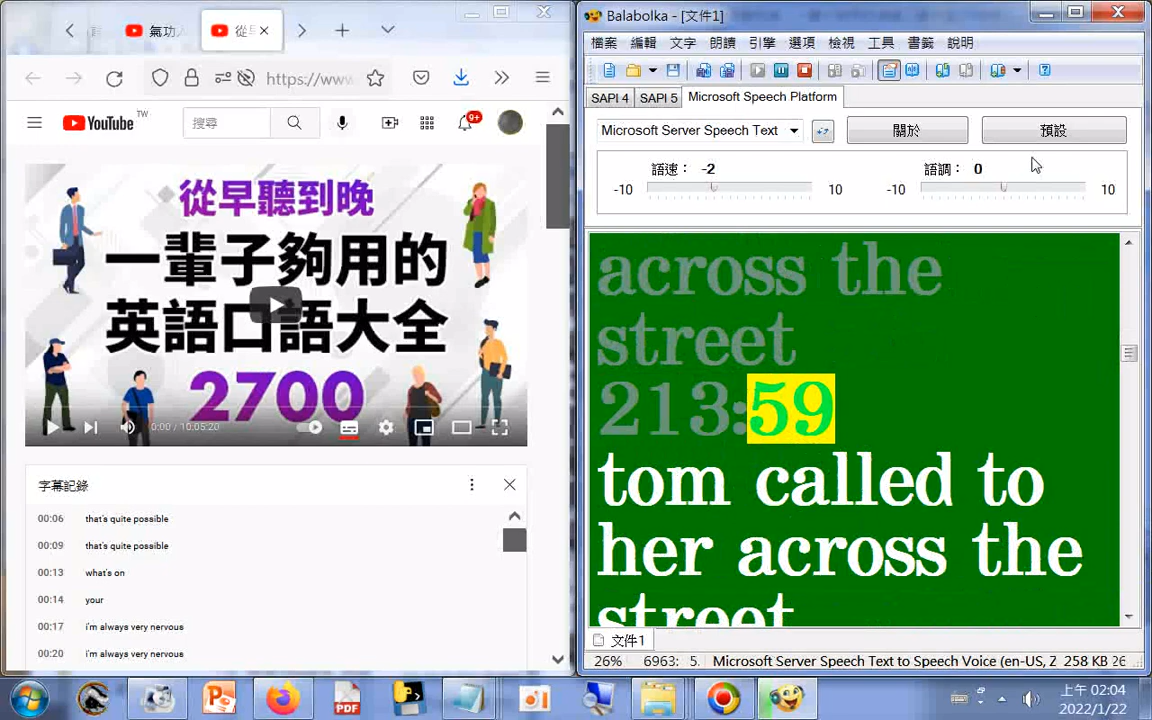 氣功人
從早
https://www
YouTube TW
搜尋
9+
從早聽到晚
一輩子夠用的
英語口語大全
2700
0:00 / 10:05:20
字幕記錄
00:06 that's quite possible
00:09 that's quite possible
00:13 what's on
00:14 your
00:17 i'm always very nervous
00:20 i'm always very nervous
Balabolka - [文件1]
檔案 編輯 文字 朗讀 引擎 選項 檢視 工具 書籤 說明
SAPI 4 SAPI 5 Microsoft Speech Platform
Microsoft Server Speech Text 關於 預設
語速： -2 語調： 0
-10 10 -10 10
across the
street
213:59
tom called to
her across the
street
文件1
26% 6963: 5. Microsoft Server Speech Text to Speech Voice (en-US, Z 258 KB 26
PDF
上午 02:04
2022/1/22